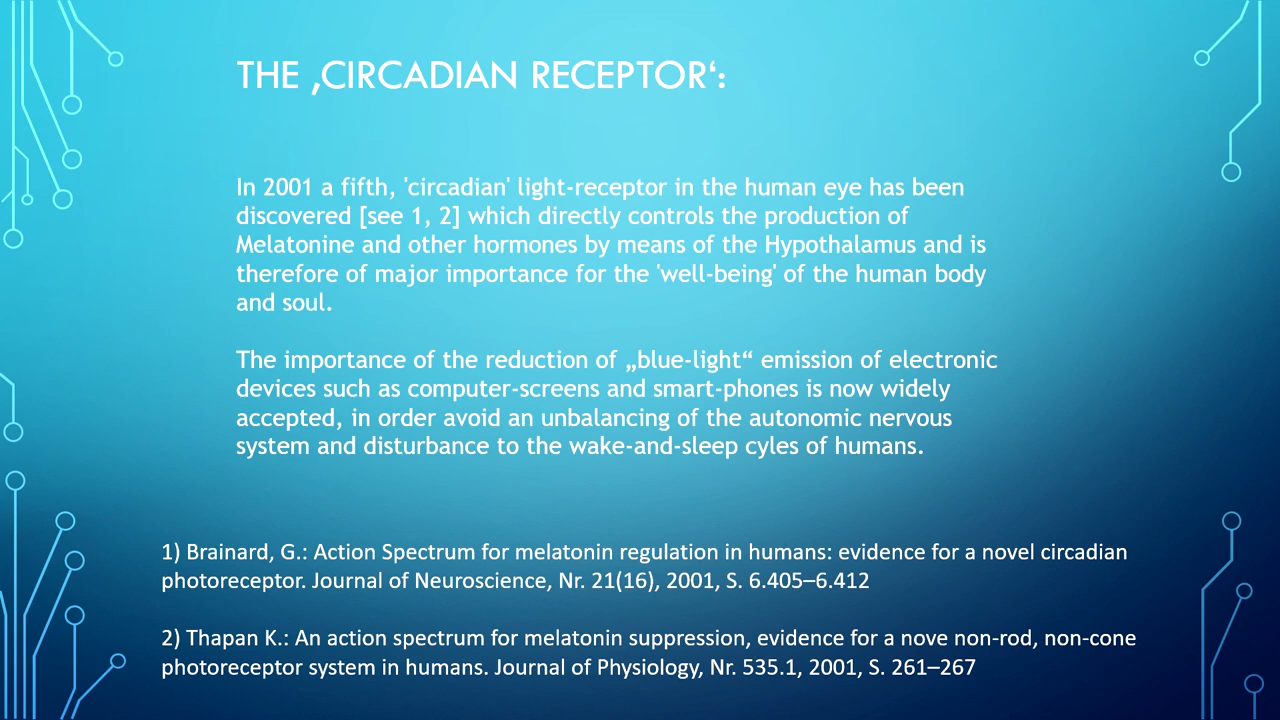 THE ‚CIRCADIAN RECEPTOR‘:
In 2001 a fifth, 'circadian' light-receptor in the human eye has been
discovered [see 1, 2] which directly controls the production of
Melatonine and other hormones by means of the Hypothalamus and is
therefore of major importance for the 'well-being' of the human body
and soul.
The importance of the reduction of „blue-light“ emission of electronic
devices such as computer-screens and smart-phones is now widely
accepted, in order avoid an unbalancing of the autonomic nervous
system and disturbance to the wake-and-sleep cyles of humans.
1) Brainard, G.: Action Spectrum for melatonin regulation in humans: evidence for a novel circadian
photoreceptor. Journal of Neuroscience, Nr. 21(16), 2001, S. 6.405–6.412
2) Thapan K.: An action spectrum for melatonin suppression, evidence for a nove non-rod, non-cone
photoreceptor system in humans. Journal of Physiology, Nr. 535.1, 2001, S. 261–267